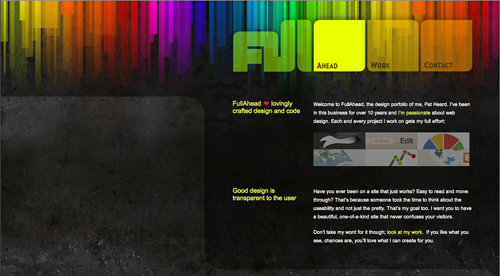 Full
Ahead
Work
Contact
FullAhead ♥ lovingly
crafted design and code
Welcome to FullAhead, the design porfolio of me, Pat Heard. I've been
in this business for over 10 years and I'm passionate about web
design. Each and every project I work on gets my full effort:
Edit
Good design is
transparent to the user
Have you ever been on a site that just works? Easy to read and move
through? That's because someone took the time to think about the
useability and not just the pretty. That's my goal too. I want you to have
a beautiful, one-of-a-kind site that never confuses your visitors.
Don't take my word for it though; look at my work. If you like what you
see, chances are, you'll love what I can create for you.